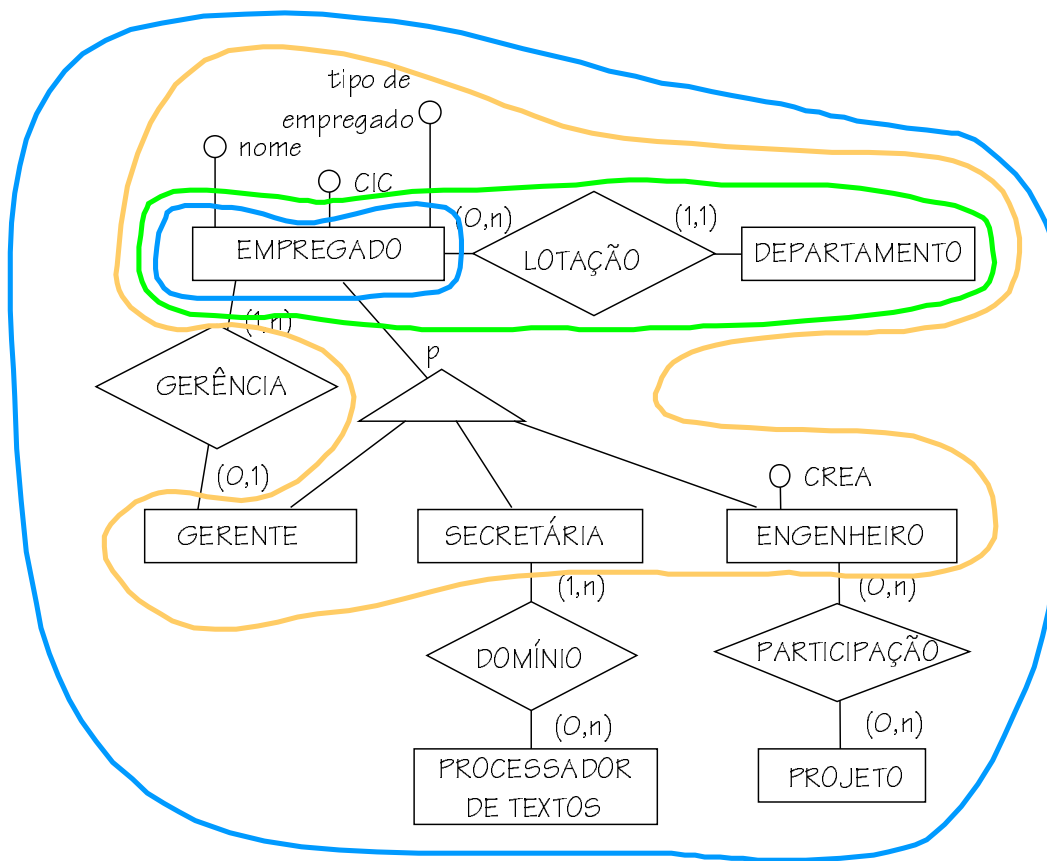 tipo de
empregado
nome
CIC
(0,n)
(1,1)
EMPREGADO
LOTAÇÃO
DEPARTAMENTO
(1,n)
p
GERÊNCIA
(0,1)
CREA
GERENTE
SECRETÁRIA
ENGENHEIRO
(1,n)
(0,n)
DOMÍNIO
PARTICIPAÇÃO
(0,n)
(0,n)
PROCESSADOR
DE TEXTOS
PROJETO